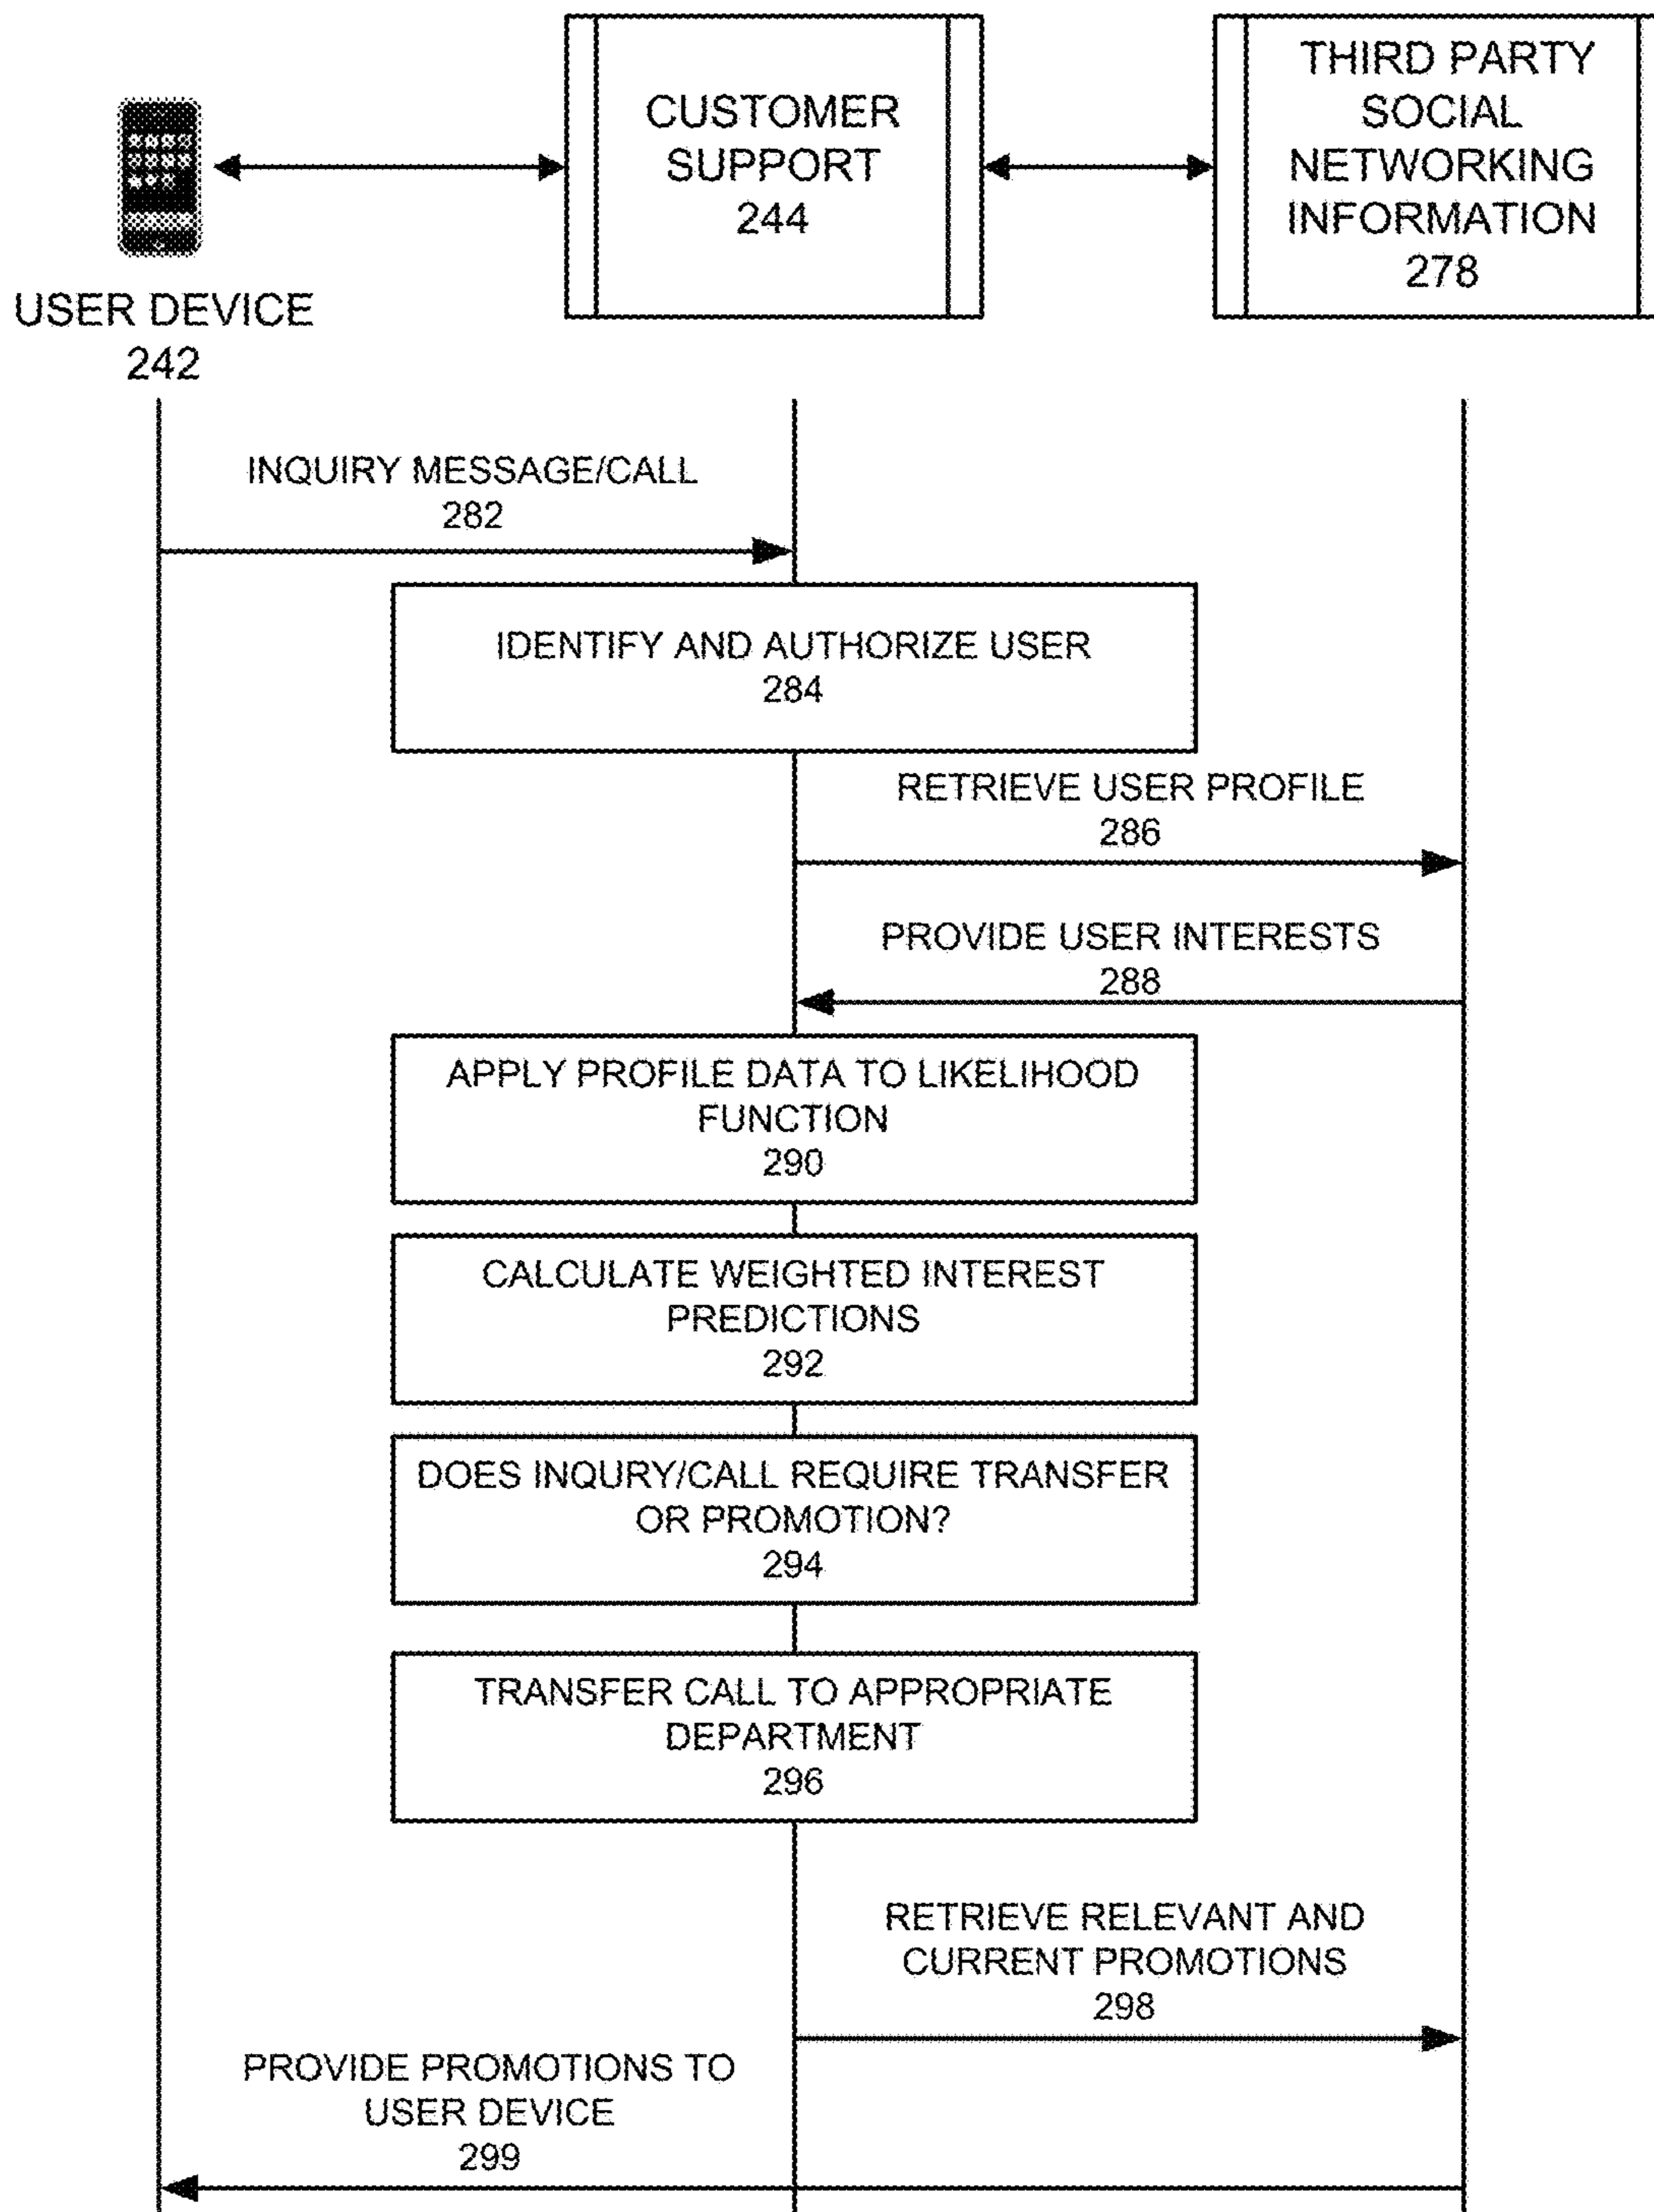 CUSTOMER
SUPPORT
244
THIRD PARTY
SOCIAL
NETWORKING
INFORMATION
278
USER DEVICE
242
INQUIRY MESSAGE/CALL
282
IDENTIFY AND AUTHORIZE USER
284
RETRIEVE USER PROFILE
286
PROVIDE USER INTERESTS
288
APPLY PROFILE DATA TO LIKELIHOOD
FUNCTION
290
CALCULATE WEIGHTED INTEREST
PREDICTIONS
292
DOES INQURY/CALL REQUIRE TRANSFER
OR PROMOTION?
294
TRANSFER CALL TO APPROPRIATE
DEPARTMENT
296
RETRIEVE RELEVANT AND
CURRENT PROMOTIONS
298
PROVIDE PROMOTIONS TO
USER DEVICE
299